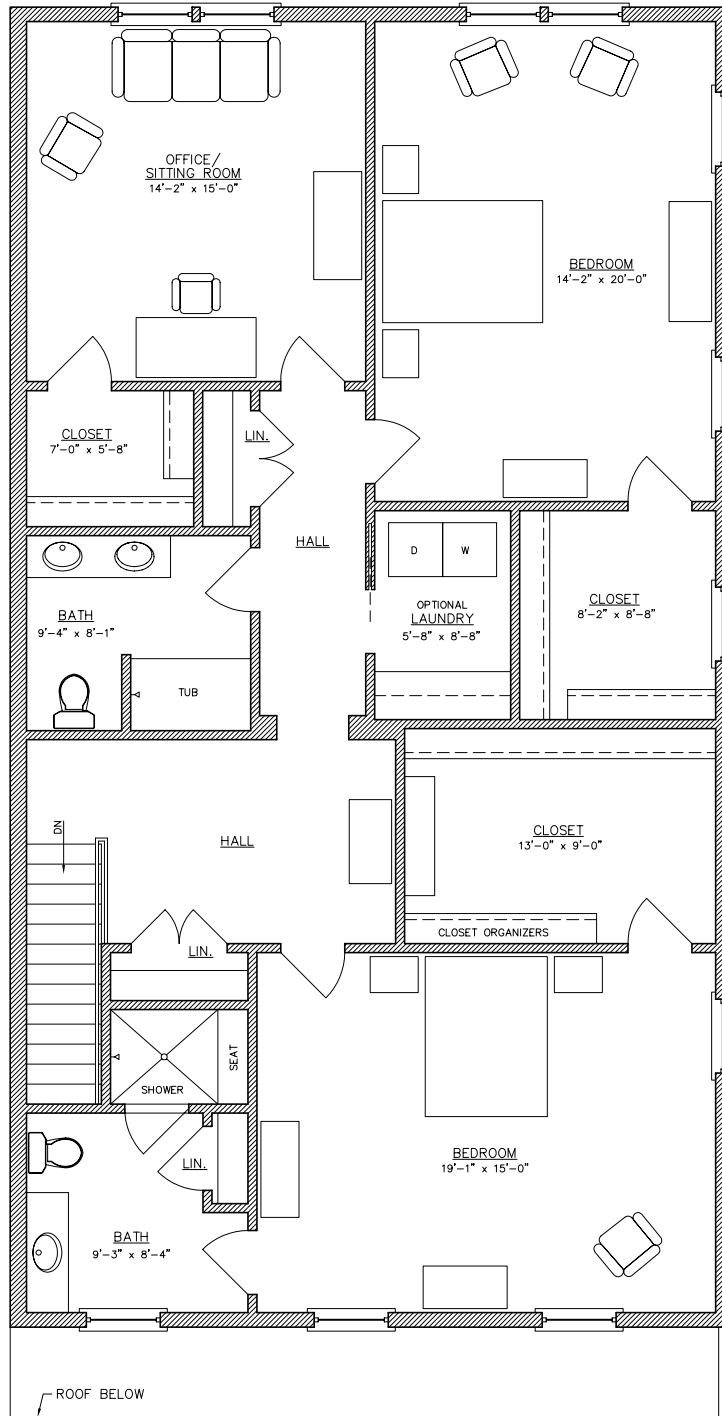 OFFICE/
SITTING ROOM
14'-2" x 15'-0"
BEDROOM
14'-2" x 20'-0"
CLOSET
7'-0" x 5'-8"
LIN.
HALL
D
W
OPTIONAL
LAUNDRY
5'-8" x 8'-8"
CLOSET
8'-2" x 8'-8"
BATH
9'-4" x 8'-1"
TUB
DN
HALL
CLOSET
13'-0" x 9'-0"
CLOSET ORGANIZERS
LIN.
SHOWER
SEAT
LIN.
BEDROOM
19'-1" x 15'-0"
BATH
9'-3" x 8'-4"
ROOF BELOW